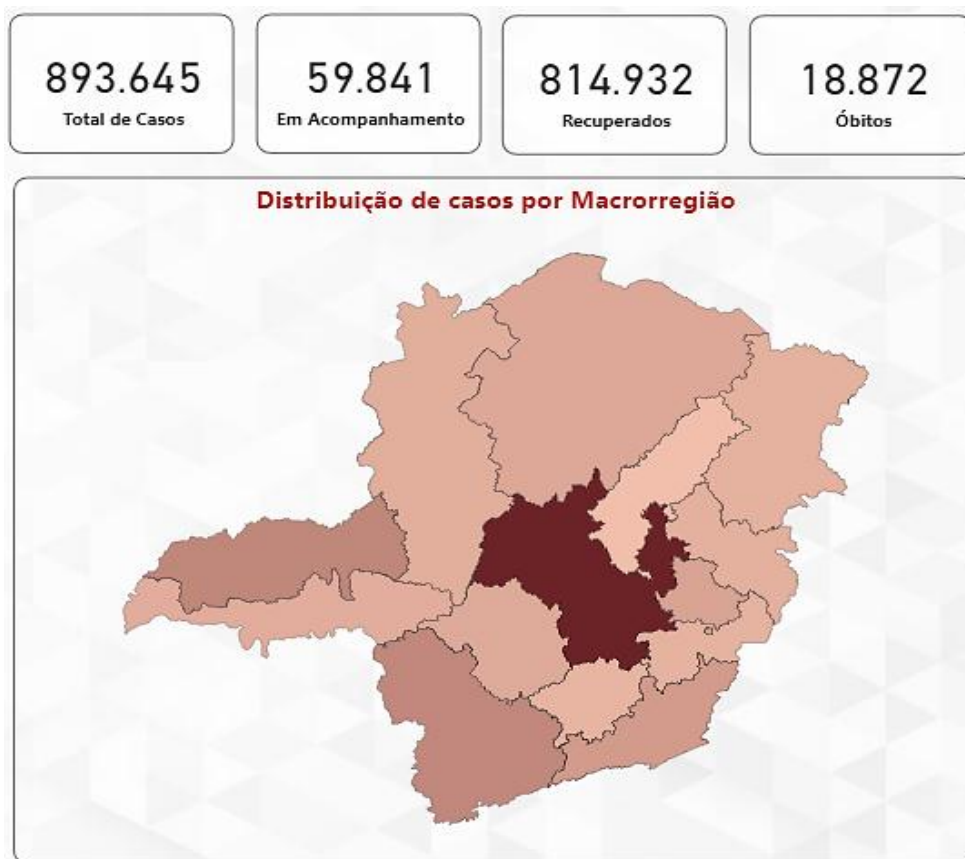 893.645
Total de Casos
59.841
Em Acompanhamento
814.932
Recuperados
18.872
Óbitos
Distribuição de casos por Macrorregião